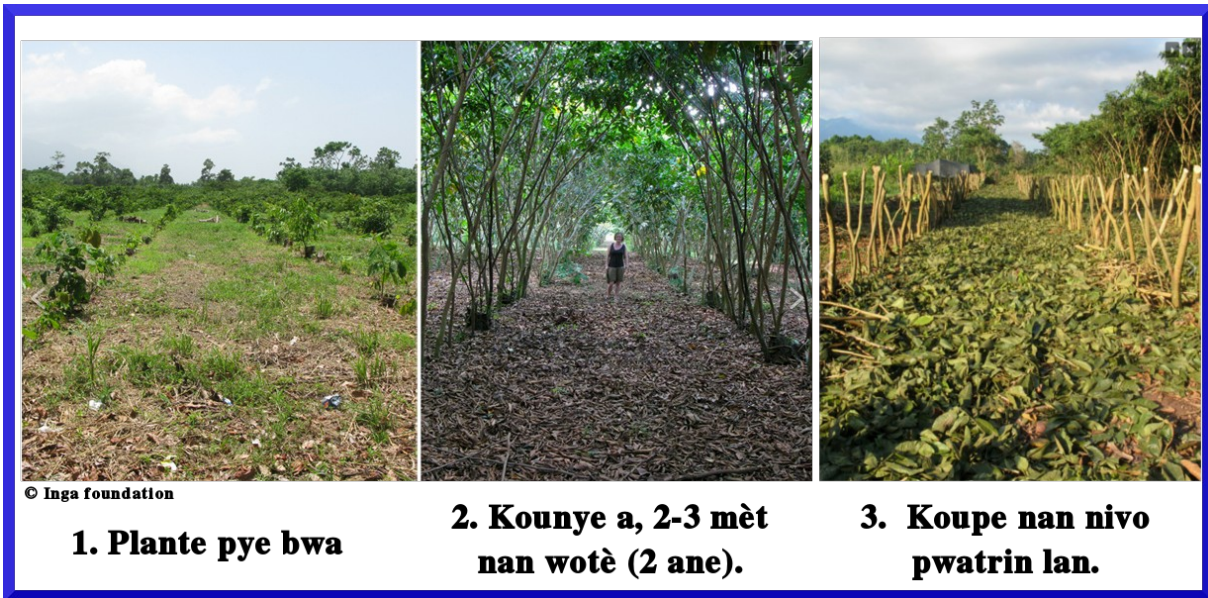 © Inga foundation
1. Plante pye bwa
2. Kounye a, 2-3 mèt
nan wotè (2 ane).
3. Koupe nan nivo
pwatrin lan.